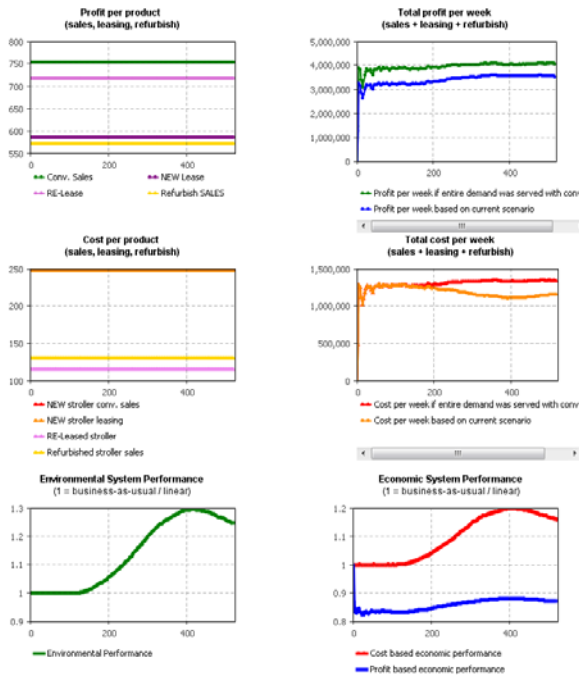 Profit per product
(sales, leasing, refurbish)
800
750
700
650
600
550
0
200
400
Conv. Sales
NEW Lease
RE-Lease
Refurbish SALES
Total profit per week
(sales + leasing + refurbish)
5,000,000
4,000,000
3,000,000
2,000,000
1,000,000
0
0
200
400
Profit per week if entire demand was served with conv
Profit per week based on current scenario
Cost per product
(sales, leasing, refurbish)
250
200
150
100
0
200
400
NEW stroller conv. sales
NEW stroller leasing
RE-Leased stroller
Refurbished stroller sales
Total cost per week
(sales + leasing + refurbish)
1,500,000
1,000,000
500,000
0
0
200
400
Cost per week if entire demand was served with conv
Cost per week based on current scenario
Environmental System Performance
(1 = business-as-usual / linear)
1.3
1.2
1.1
1
0.9
0
200
400
Environmental Performance
Economic System Performance
(1 = business-as-usual / linear)
1.2
1.1
1
0.9
0.8
0
200
400
Cost based economic performance
Profit based economic performance